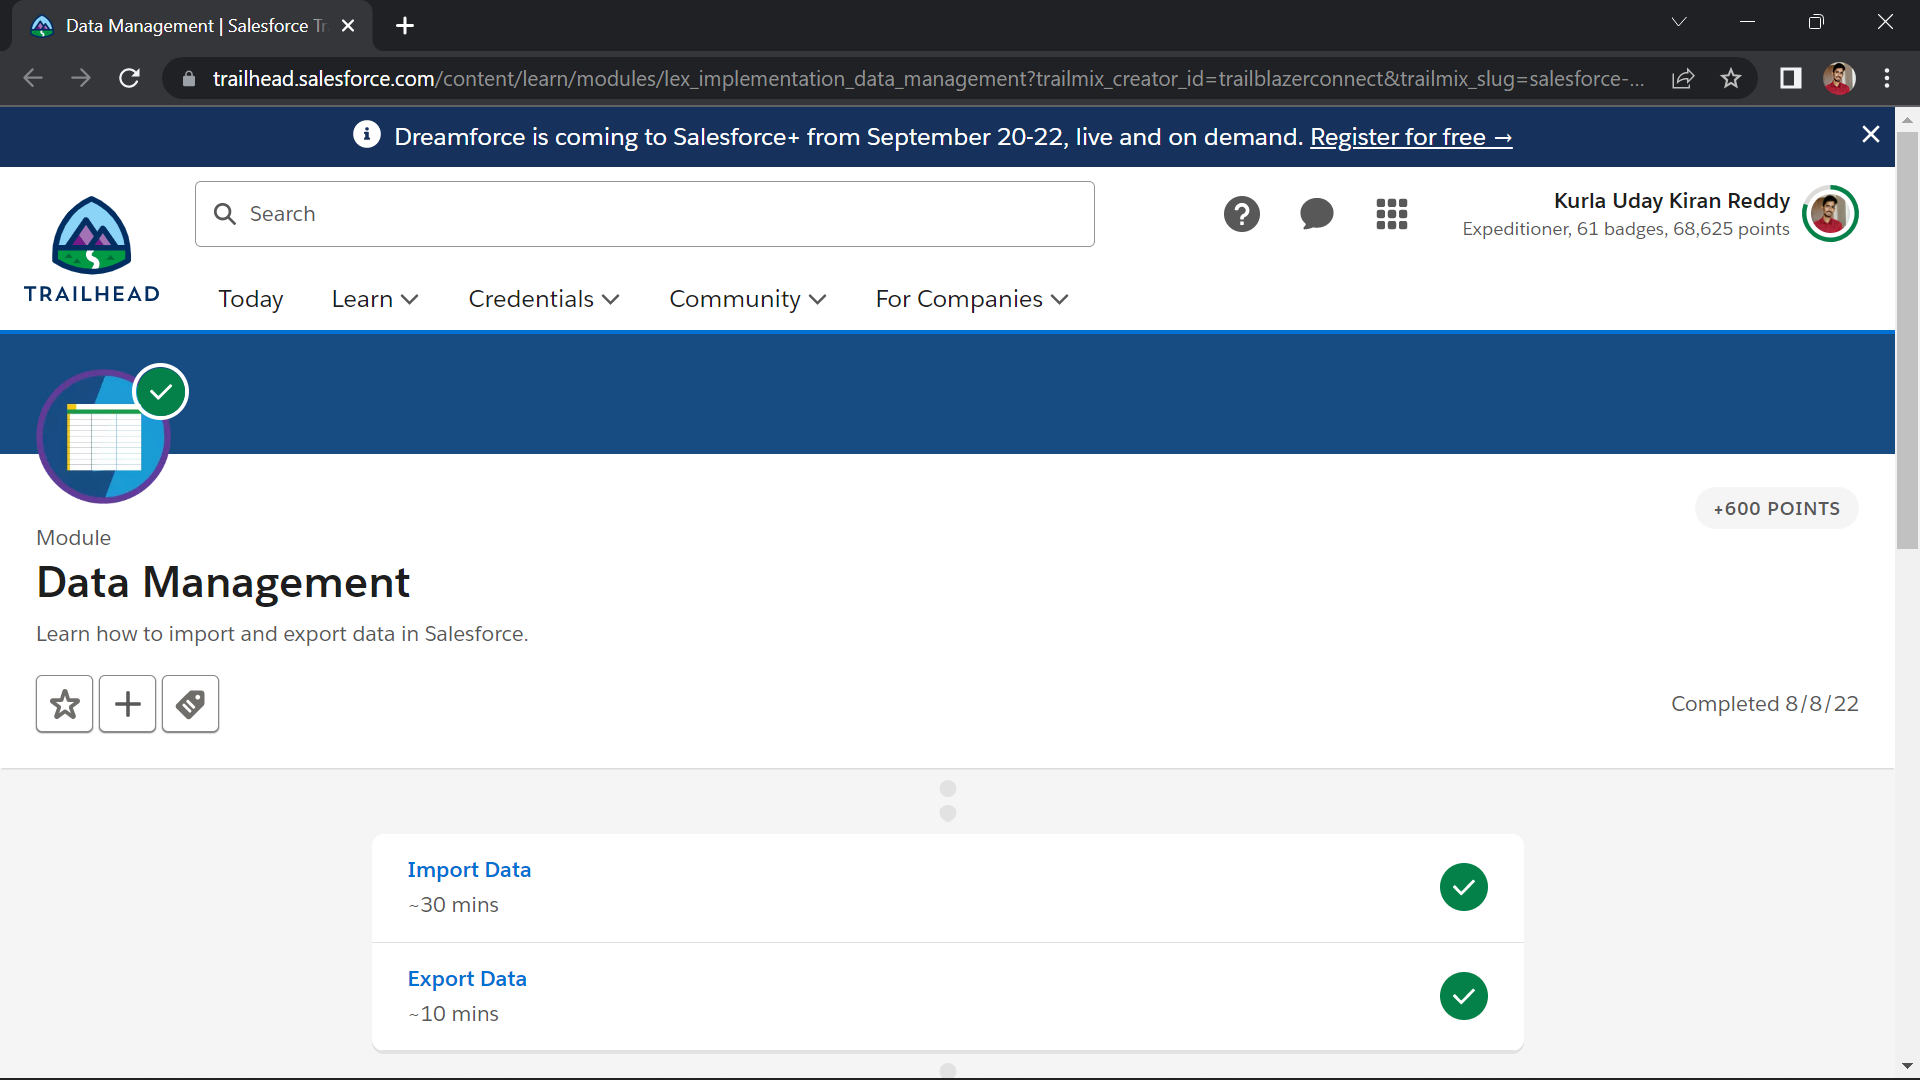 Data Management | Salesforce Tr
trailhead.salesforce.com/content/learn/modules/lex_implementation_data_management?trailmix_creator_id=trailblazerconnect&trailmix_slug=salesforce-...
Dreamforce is coming to Salesforce+ from September 20-22, live and on demand. Register for free →
Search
Kurla Uday Kiran Reddy
Expeditioner, 61 badges, 68,625 points
TRAILHEAD
Today Learn Credentials Community For Companies
+600 POINTS
Module
Data Management
Learn how to import and export data in Salesforce.
Completed 8/8/22
Import Data
~30 mins
Export Data
~10 mins